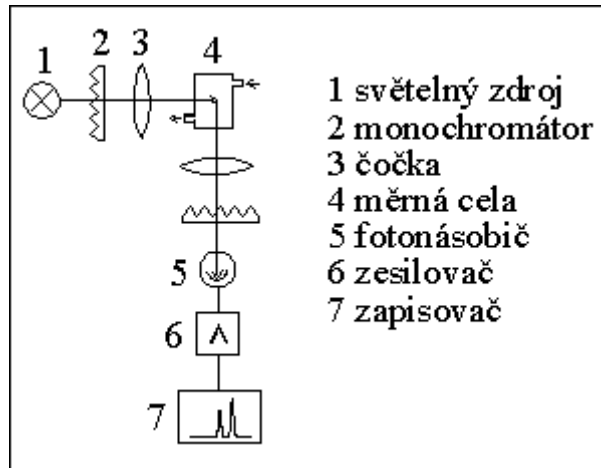 1
2
3
4
5
6
7
1 světelný zdroj
2 monochromátor
3 čočka
4 měrná cela
5 fotonásobič
6 zesilovač
7 zapisovač